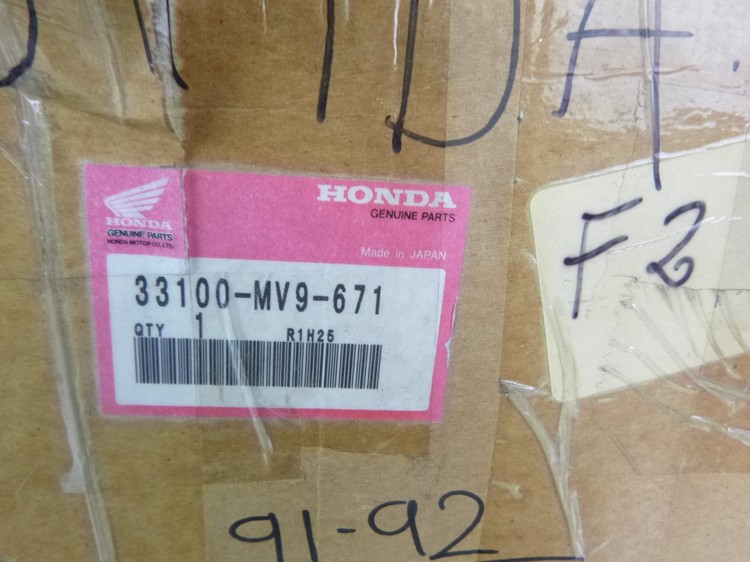 HONDA
GENUINE PARTS
HONDA MOTOR CO.,LTD.
HONDA
GENUINE PARTS
Made in JAPAN
33100-MV9-671
QTY 1 R1H25
F2
91-92